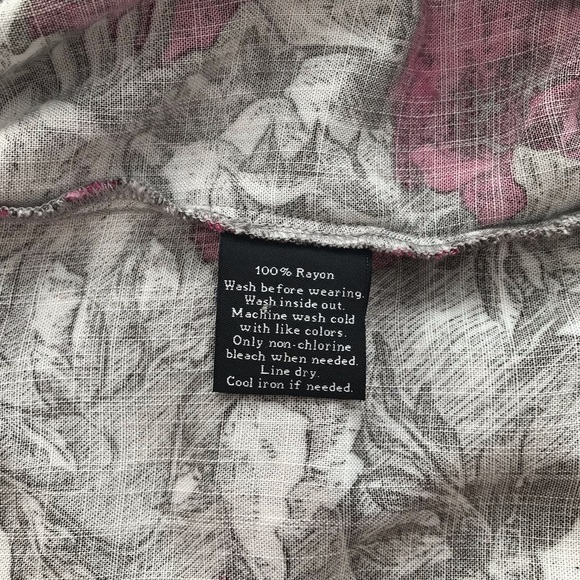 100% Rayon
Wash before wearing.
Wash inside out.
Machine wash cold
with like colors.
Only non-chlorine
bleach when needed.
Line dry.
Cool iron if needed.